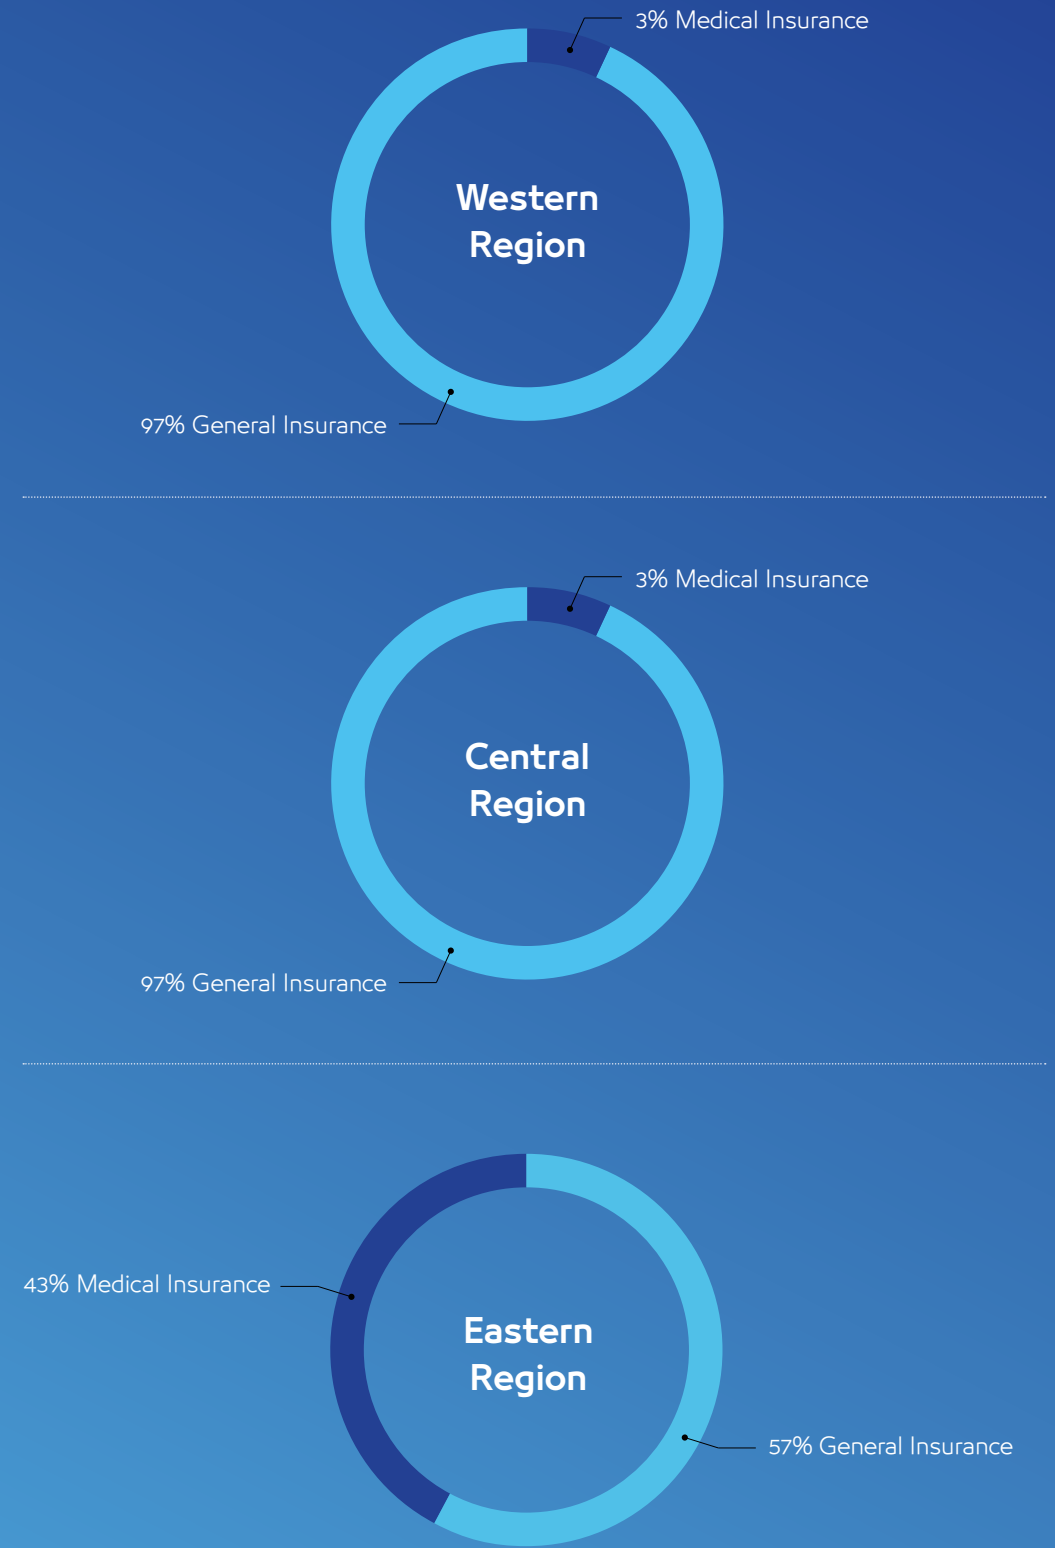 3% Medical Insurance
Western
Region
97% General Insurance
3% Medical Insurance
Central
Region
97% General Insurance
43% Medical Insurance
Eastern
Region
57% General Insurance